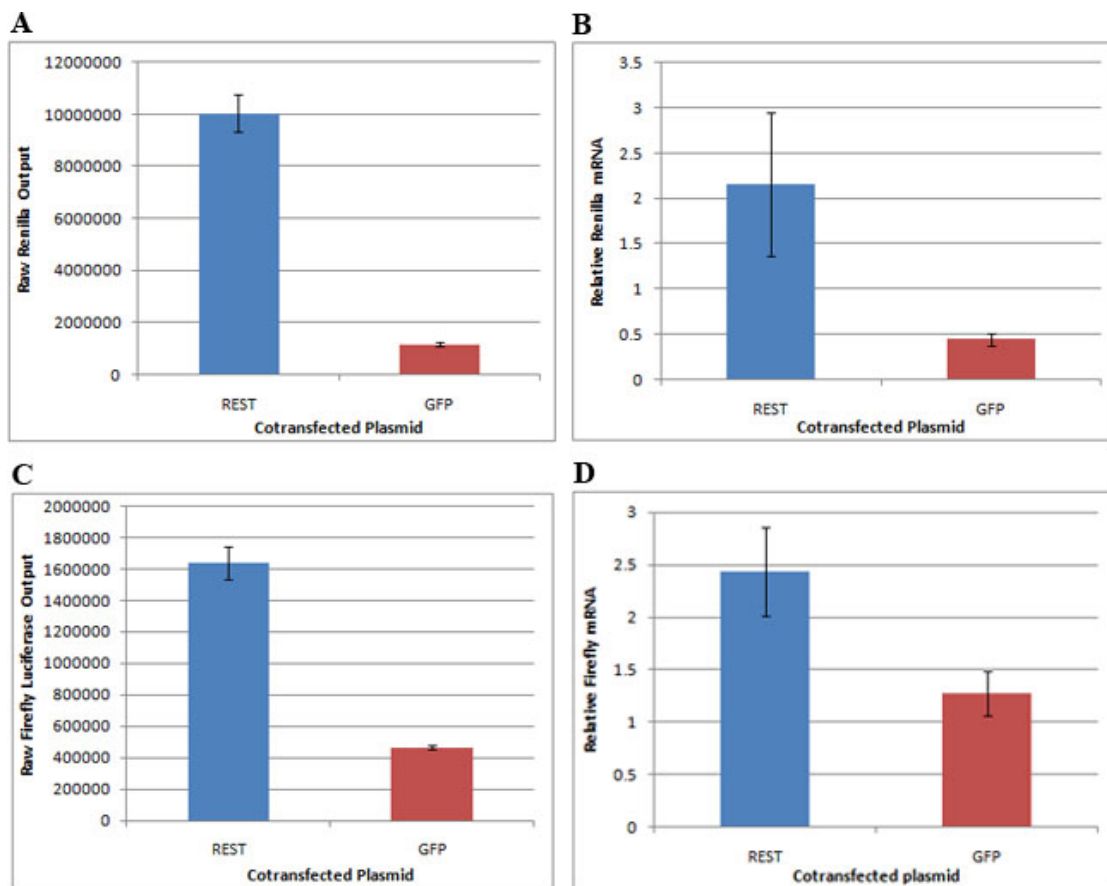 A
Raw Renilla Output
12000000
10000000
8000000
6000000
4000000
2000000
0
REST
GFP
Cotransfected Plasmid
B
Relative Renilla mRNA
3.5
3
2.5
2
1.5
1
0.5
0
REST
GFP
Cotransfected Plasmid
C
Raw Firefly Luciferase Output
2000000
1800000
1600000
1400000
1200000
1000000
800000
600000
400000
200000
0
REST
GFP
Cotransfected Plasmid
D
Relative Firefly mRNA
3
2.5
2
1.5
1
0.5
0
REST
GFP
Cotransfected plasmid